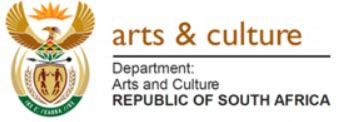 arts & culture
Department:
Arts and Culture
REPUBLIC OF SOUTH AFRICA